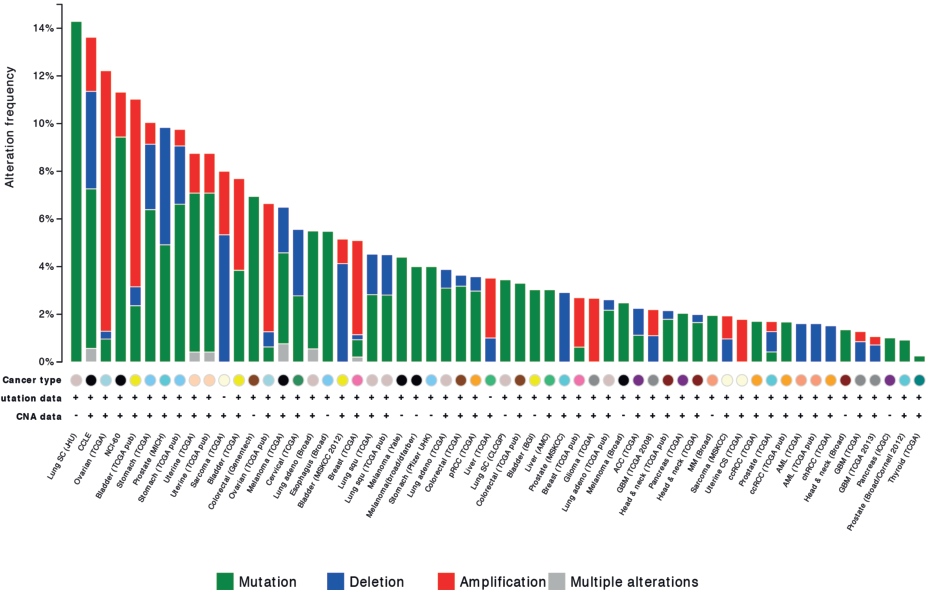 Alteration frequency
14%
12%
10%
8%
6%
4%
2%
0%
Cancer type
utation data + + + + + + + + + + - + + + + + + + + + + + + + + + + + - + + + + + + + + + + + + + + + + + + + + + + + + + + + + +
CNA data - + + - + + + + + + + + - + + + - - + + + + - - - + + + + - + - + + + + + - + + + + + - + + + + + + + + - + + - + +
Lung SC (JHU)
CCLE
Ovarian (TCGA)
NCI-60
Bladder (TCGA pub)
Stomach (TCGA)
Prostate (MICH)
Stomach (TCGA pub)
Uterine (TCGA)
Uterine (TCGA pub)
Sarcoma (TCGA)
Bladder (TCGA)
Colorectal (Genentech)
Ovarian (TCGA pub)
Melanoma (TCGA)
Cervical (TCGA)
Lung adeno (Broad)
Esophagus (Broad)
Bladder (MSKCC 2012)
Breast (TCGA)
Lung squ (TCGA)
Lung squ (TCGA pub)
Melanoma (Yale)
Melanoma(broad/dfarber)
Stomach (Pfizer UHK)
Lung adeno (TCGA)
Colorectal (TCGA)
pRCC (TCGA)
Liver (TCGA)
Lung SC (CLCGP)
Colorectal (TCGA pub)
Bladder (BGI)
Liver (AMC)
Prostate (MSKCC)
Breast (TCGA pub)
Glioma (TCGA)
Lung adeno (TCGA pub)
Melanoma (Broad)
ACC (TCGA)
GBM (TCGA 2008)
Head & neck (TCGA pub)
Pancreas (TCGA)
Head & neck (TCGA)
MM (Broad)
Sarcoma (MSKCC)
Uterine CS (TCGA)
ccRCC (TCGA)
Prostate (TCGA)
ccRCC (TCGA pub)
AML (TCGA)
AML (TCGA pub)
chRCC (TCGA)
Head & neck (Broad)
GBM (TCGA)
GBM (TCGA 2013)
Pancreas (ICGC)
Prostate (Broad/Cornell 2012)
Thyroid (TCGA)
Mutation Deletion Amplification Multiple alterations